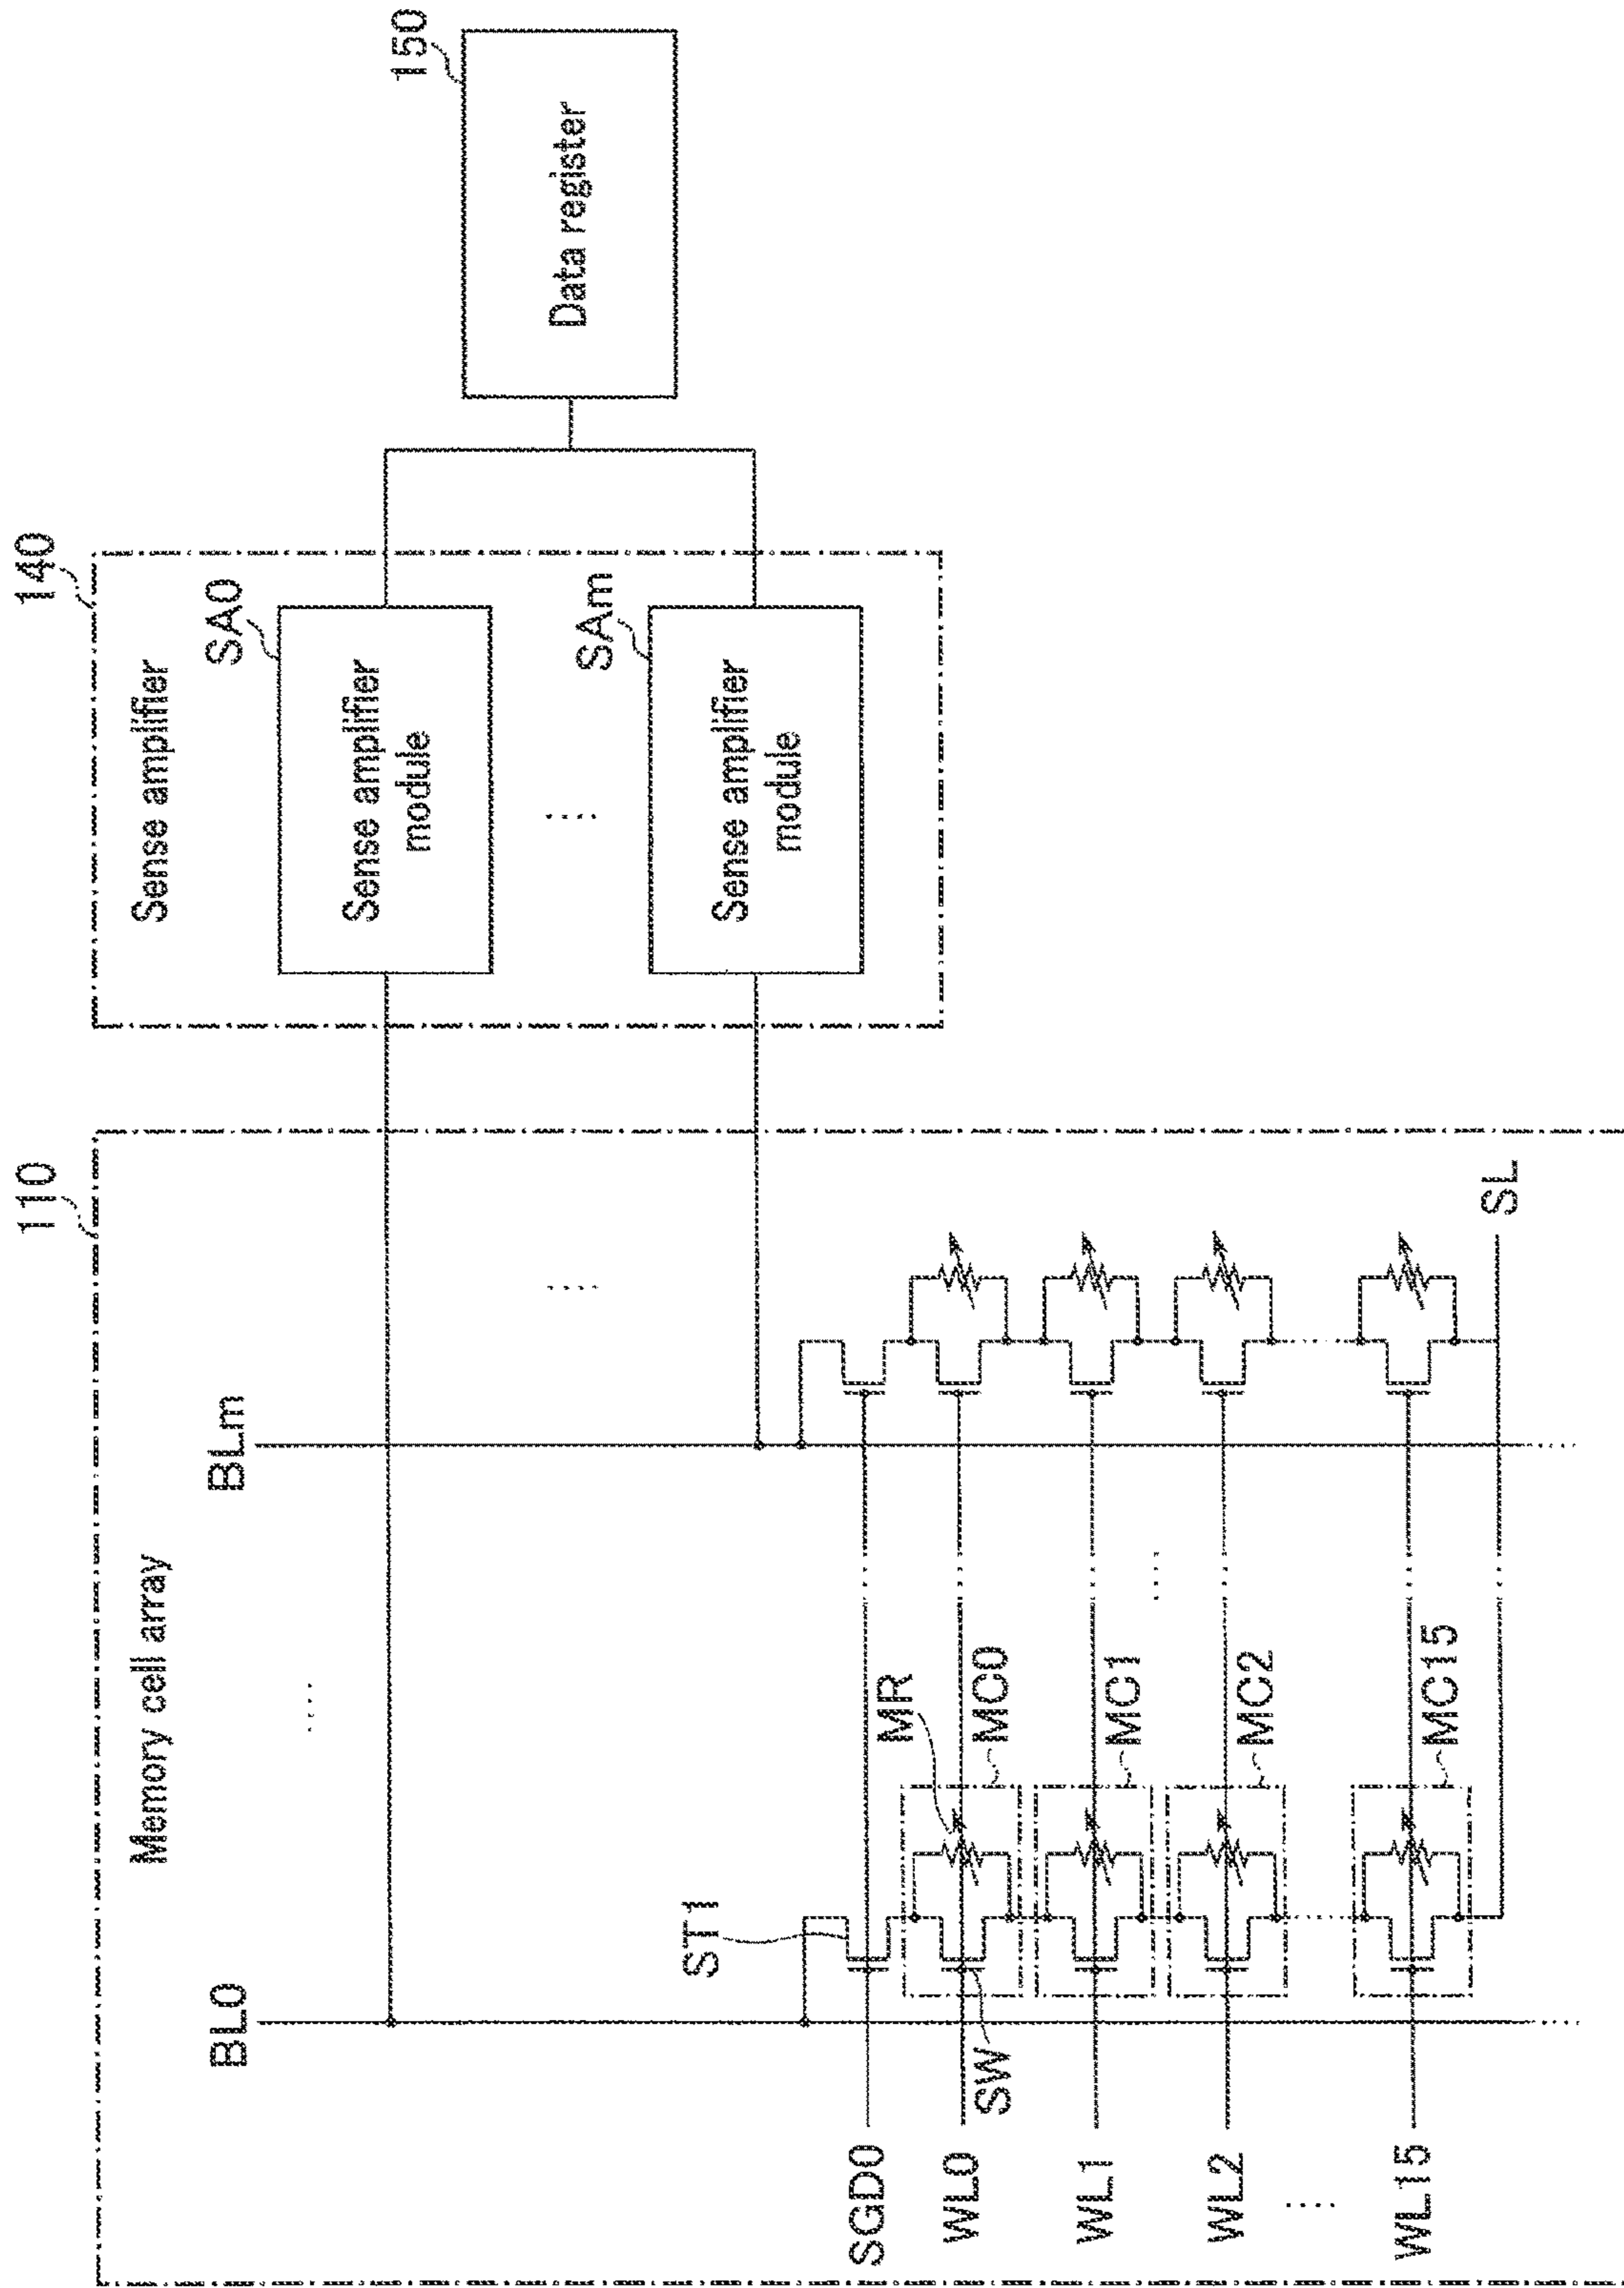 110
Memory cell array
BL0
BLm
ST1
SGD0
MR
WL0
SW
MC0
WL1
MC1
WL2
MC2
WL15
MC15
SL
140
Sense amplifier
SA0
Sense amplifier
module
SAm
Sense amplifier
module
150
Data register